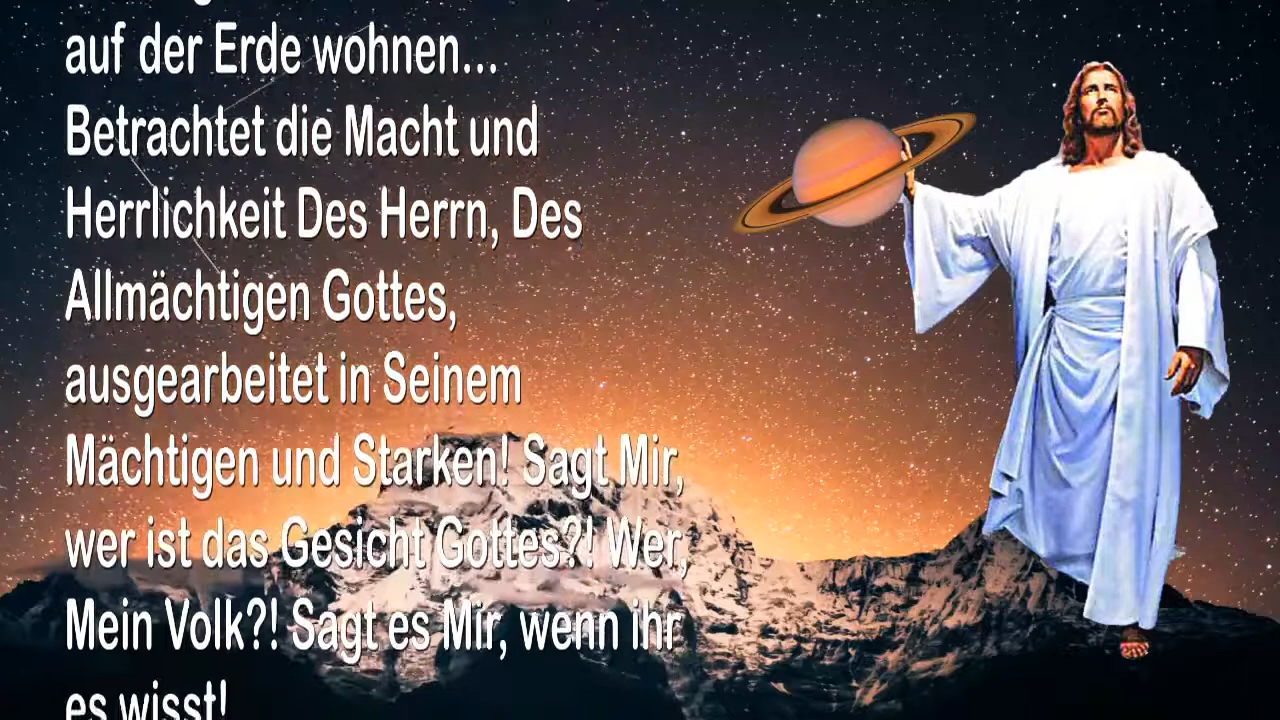 auf der Erde wohnen...
Betrachtet die Macht und
Herrlichkeit Des Herrn, Des
Allmächtigen Gottes,
ausgearbeitet in Seinem
Mächtigen und Starken! Sagt Mir,
wer ist das Gesicht Gottes?! Wer,
Mein Volk?! Sagt es Mir, wenn ihr
es wisst!